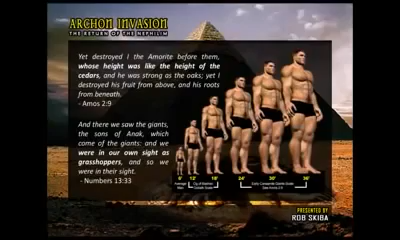 ARCHON INVASION
THE RETURN OF THE NEPHILIM
Yet destroyed I the Amorite before them,
whose height was like the height of the
cedars, and he was strong as the oaks; yet I
destroyed his fruit from above, and his roots
from beneath.
- Amos 2:9
And there we saw the giants,
the sons of Anak, which
come of the giants: and we
were in our own sight as
grasshoppers, and so we
were in their sight.
- Numbers 13:33
6' 12' 18' 24' 30' 36'
Average
Man
PRESENTED BY
ROB SKIBA